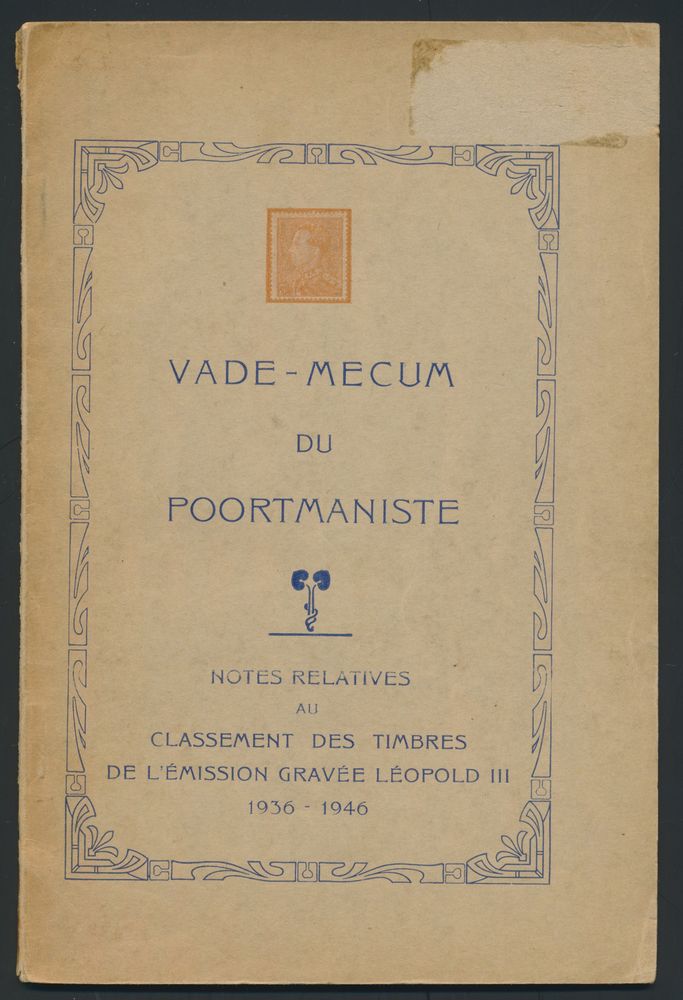 VADE-MECUM
DU
POORTMANISTE
NOTES RELATIVES
AU
CLASSEMENT DES TIMBRES
DE L'ÉMISSION GRAVÉE LÉOPOLD III
1936 - 1946